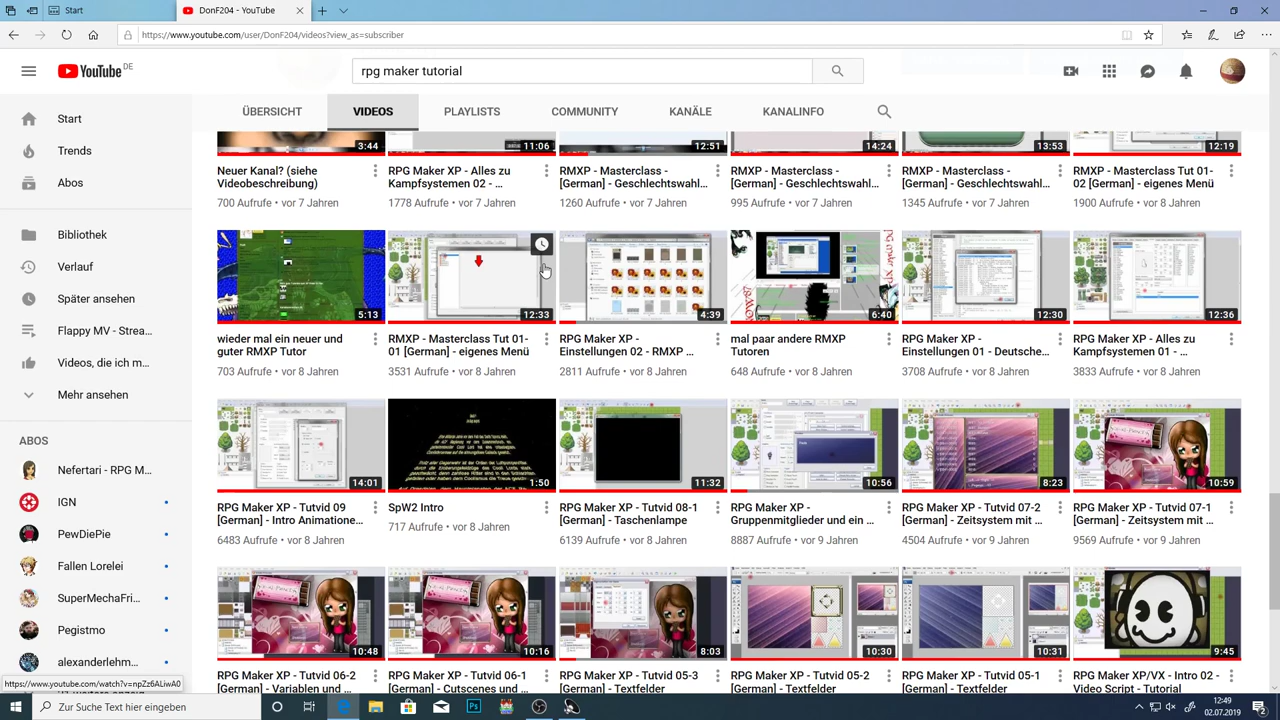 Start
DonF204 - YouTube
https://www.youtube.com/user/DonF204/videos?view_as=subscriber
YouTube DE
rpg maker tutorial
ÜBERSICHT
VIDEOS
PLAYLISTS
COMMUNITY
KANÄLE
KANALINFO
Start
Trends
Abos
Bibliothek
Verlauf
Später ansehen
Flappy MV - Strea...
Videos, die ich m...
Mehr ansehen
ABOS
Nefertari - RPG M...
IGN
PewDiePie
Fallen Lorelei
SuperMechaFri...
Pegistmo
alexanderlehm...
3:44
11:06
12:51
14:24
13:53
12:19
Neuer Kanal? (siehe
Videobeschreibung)
700 Aufrufe • vor 7 Jahren
RPG Maker XP - Alles zu
Kampfsystemen 02 - ...
1778 Aufrufe • vor 7 Jahren
RMXP - Masterclass -
[German] - Geschlechtswahl...
1260 Aufrufe • vor 7 Jahren
RMXP - Masterclass -
[German] - Geschlechtswahl...
995 Aufrufe • vor 7 Jahren
RMXP - Masterclass -
[German] - Geschlechtswahl...
1345 Aufrufe • vor 7 Jahren
RMXP - Masterclass Tut 01-
02 [German] - eigenes Menü
1900 Aufrufe • vor 8 Jahren
5:13
12:33
4:39
6:40
12:30
12:36
wieder mal ein neuer und
guter RMXP Tutor
703 Aufrufe • vor 8 Jahren
RMXP - Masterclass Tut 01-
01 [German] - eigenes Menü
3531 Aufrufe • vor 8 Jahren
RPG Maker XP -
Einstellungen 02 - RMXP ...
2811 Aufrufe • vor 8 Jahren
mal paar andere RMXP
Tutoren
648 Aufrufe • vor 8 Jahren
RPG Maker XP -
Einstellungen 01 - Deutsche...
3708 Aufrufe • vor 8 Jahren
RPG Maker XP - Alles zu
Kampfsystemen 01 - ...
3833 Aufrufe • vor 8 Jahren
14:01
1:50
11:32
10:56
8:23
10:59
RPG Maker XP - Tutvid 09
[German] - Intro Animatione...
6483 Aufrufe • vor 8 Jahren
SpW2 Intro
717 Aufrufe • vor 8 Jahren
RPG Maker XP - Tutvid 08-1
[German] - Taschenlampe
6139 Aufrufe • vor 8 Jahren
RPG Maker XP -
Gruppenmitglieder und ein ...
8887 Aufrufe • vor 9 Jahren
RPG Maker XP - Tutvid 07-2
[German] - Zeitsystem mit ...
4504 Aufrufe • vor 9 Jahren
RPG Maker XP - Tutvid 07-1
[German] - Zeitsystem mit ...
9569 Aufrufe • vor 9 Jahren
10:48
10:16
8:03
10:30
10:31
9:45
RPG Maker XP - Tutvid 06-2
[German] - Variablen und ...
RPG Maker XP - Tutvid 06-1
[German] - Cutscenes und ...
RPG Maker XP - Tutvid 05-3
[German] - Textfelder
RPG Maker XP - Tutvid 05-2
[German] - Textfelder
RPG Maker XP - Tutvid 05-1
[German] - Textfelder
RPG Maker XP/VX - Intro 02 -
Video Script - Tutorial
https://www.youtube.com/watch?v=npZz6ALiwA0
Zur Suche Text hier eingeben
12:49
02.07.2019